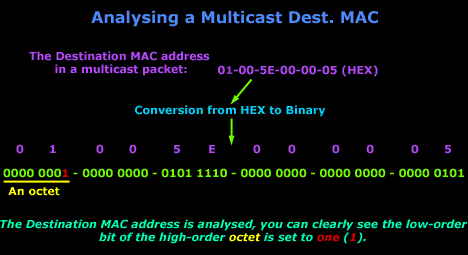 Analysing a Multicast Dest. MAC
The Destination MAC address
in a multicast packet: 01-00-5E-00-00-05 (HEX)
Conversion from HEX to Binary
0 1 0 0 5 E 0 0 0 0 0 5
0000 0001 - 0000 0000 - 0101 1110 - 0000 0000 - 0000 0000 - 0000 0101
An octet
The Destination MAC address is analysed, you can clearly see the low-order
bit of the high-order octet is set to one (1).